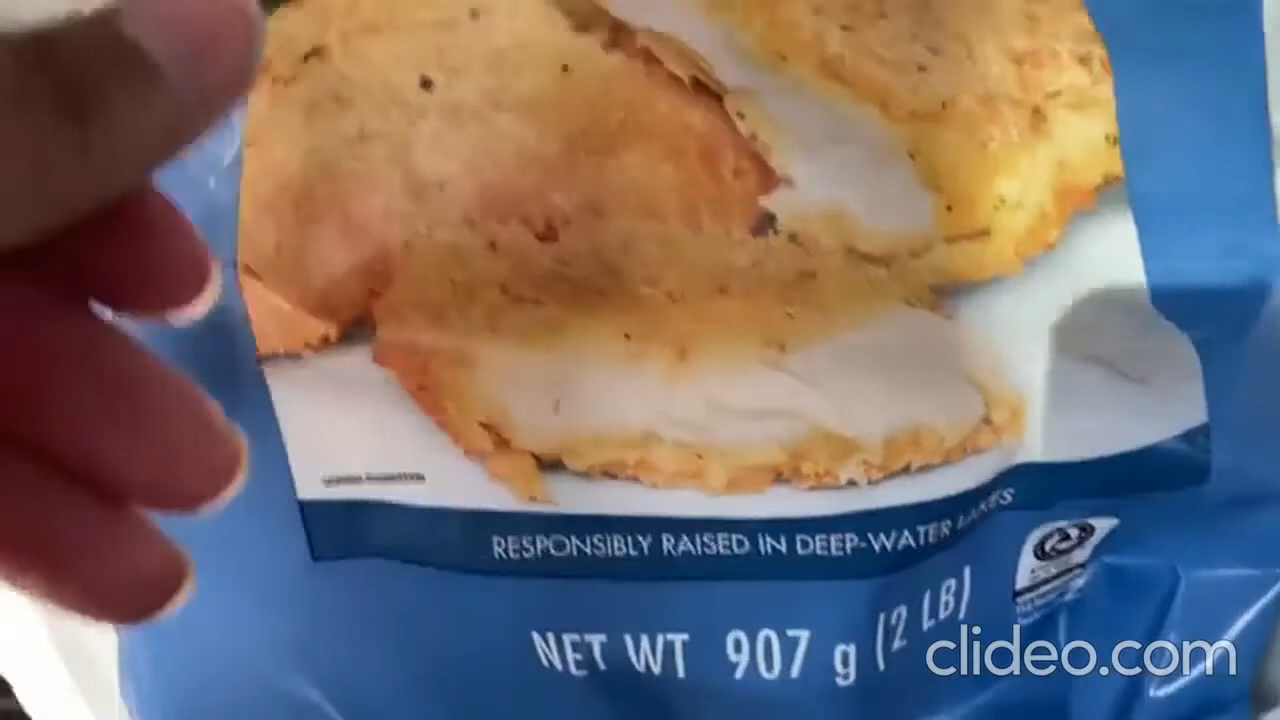 RESPONSIBLY RAISED IN DEEP-WATER LAKES
NET WT 907 g (2 LB)
clideo.com